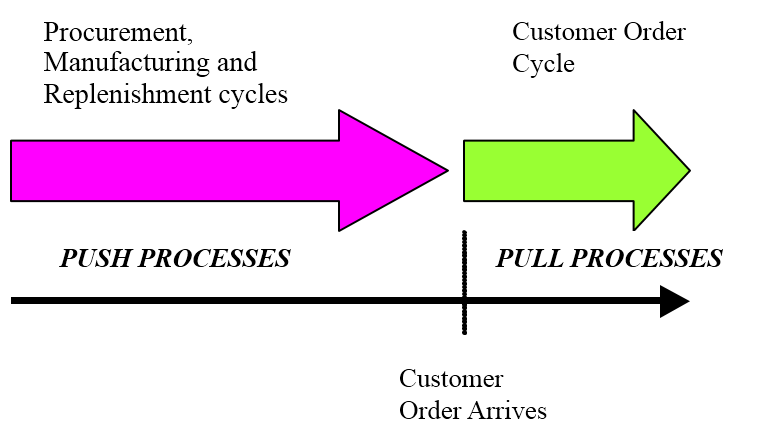 Procurement,
Manufacturing and
Replenishment cycles
Customer Order
Cycle
PUSH PROCESSES
PULL PROCESSES
Customer
Order Arrives